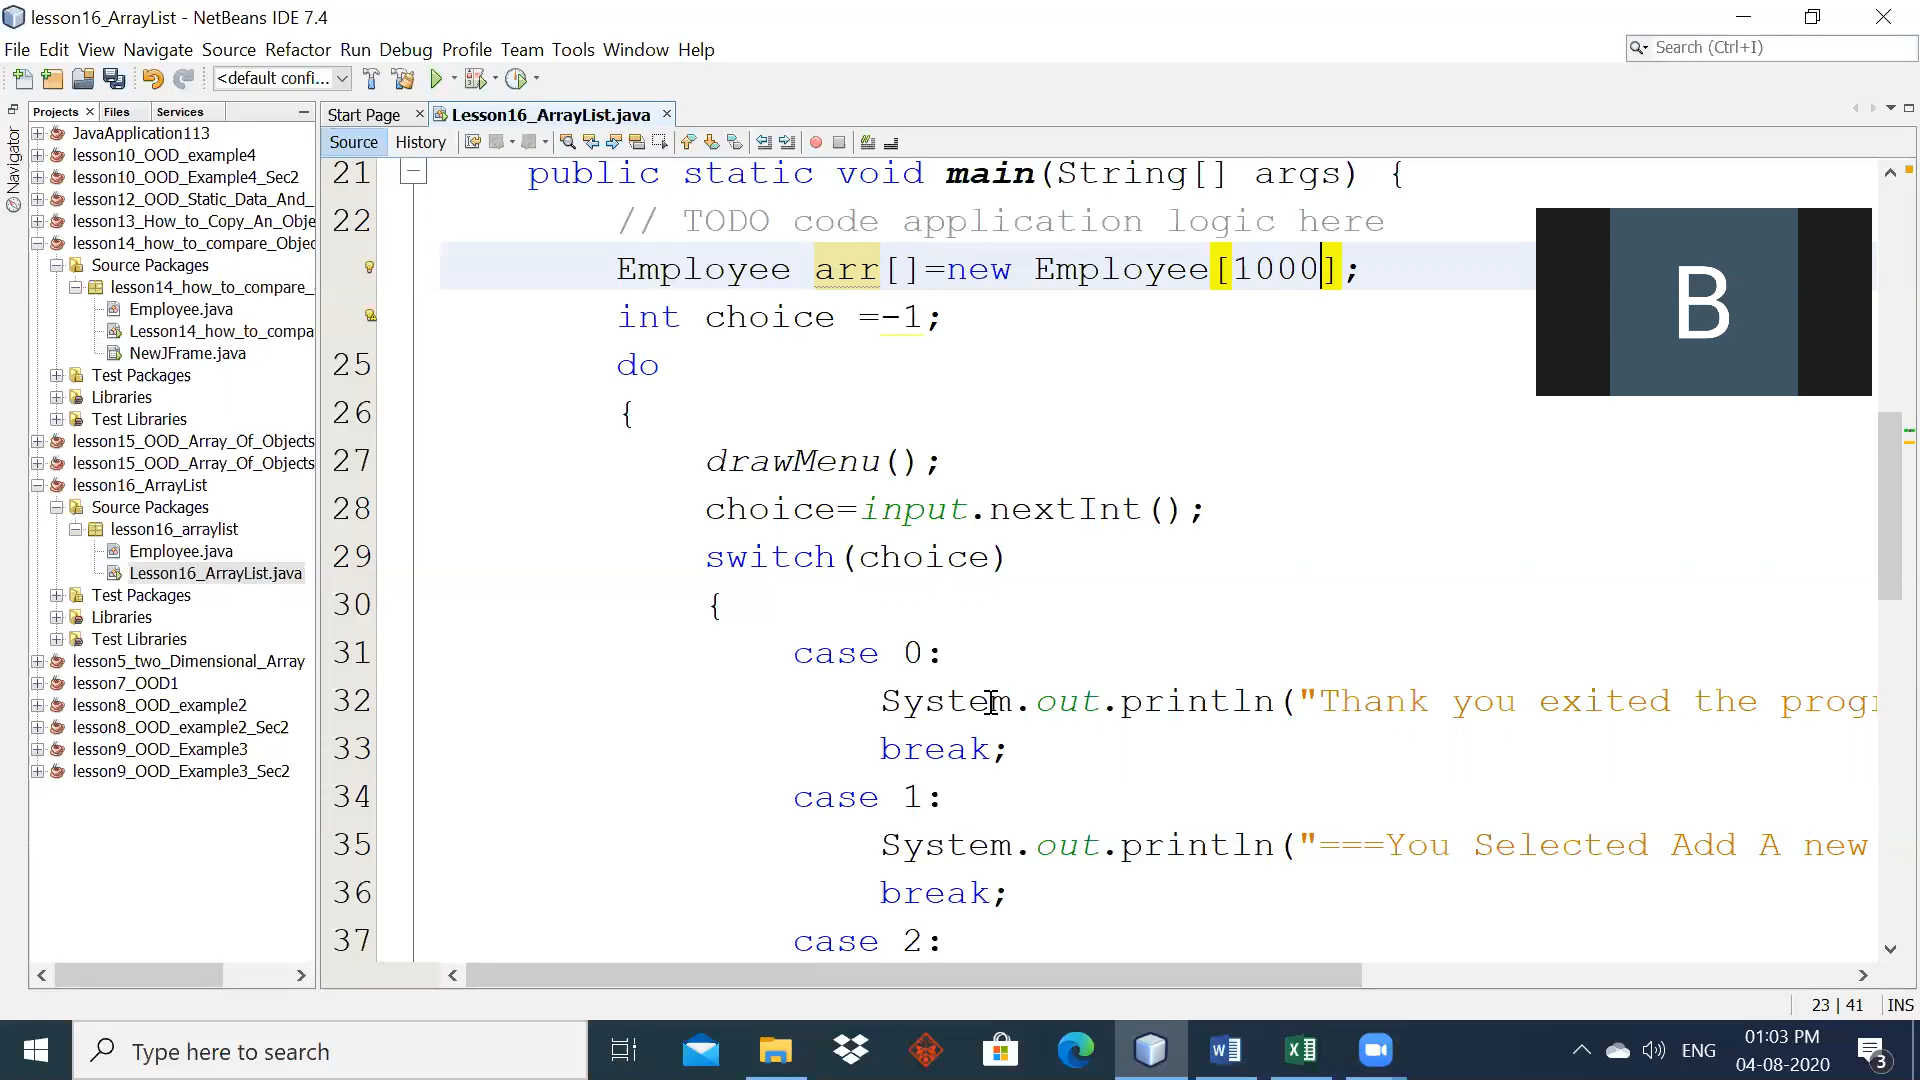 lesson16_ArrayList - NetBeans IDE 7.4
File Edit View Navigate Source Refactor Run Debug Profile Team Tools Window Help
Search (Ctrl+I)
<default confi...
Projects Files Services
Start Page Lesson16_ArrayList.java
Source History
Navigator
JavaApplication113
lesson10_OOD_example4
lesson10_OOD_Example4_Sec2
lesson12_OOD_Static_Data_And_
lesson13_How_to_Copy_An_Obje
lesson14_how_to_compare_Objec
Source Packages
lesson14_how_to_compare_
Employee.java
Lesson14_how_to_compa
NewJFrame.java
Test Packages
Libraries
Test Libraries
lesson15_OOD_Array_Of_Objects
lesson15_OOD_Array_Of_Objects
lesson16_ArrayList
Source Packages
lesson16_arraylist
Employee.java
Lesson16_ArrayList.java
Test Packages
Libraries
Test Libraries
lesson5_two_Dimensional_Array
lesson7_OOD1
lesson8_OOD_example2
lesson8_OOD_example2_Sec2
lesson9_OOD_Example3
lesson9_OOD_Example3_Sec2
21 public static void main(String[] args) {
22 // TODO code application logic here
Employee arr[]=new Employee[1000];
int choice =-1;
25 do
26 {
27 drawMenu();
28 choice=input.nextInt();
29 switch(choice)
30 {
31 case 0:
32 System.out.println("Thank you exited the progr
33 break;
34 case 1:
35 System.out.println("===You Selected Add A new
36 break;
37 case 2:
B
23 | 41 INS
Type here to search
ENG
01:03 PM
04-08-2020
3